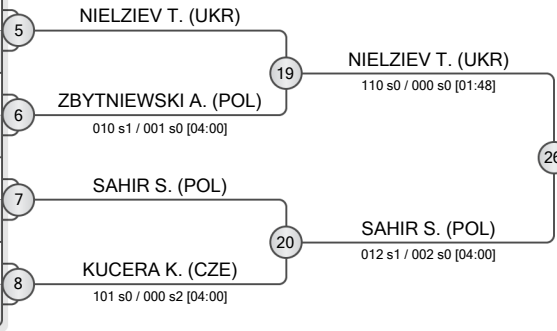 5
NIELZIEV T. (UKR)
19
NIELZIEV T. (UKR)
110 s0 / 000 s0 [01:48]
6
ZBYTNIEWSKI A. (POL)
010 s1 / 001 s0 [04:00]
26
7
SAHIR S. (POL)
20
SAHIR S. (POL)
012 s1 / 002 s0 [04:00]
8
KUCERA K. (CZE)
101 s0 / 000 s2 [04:00]